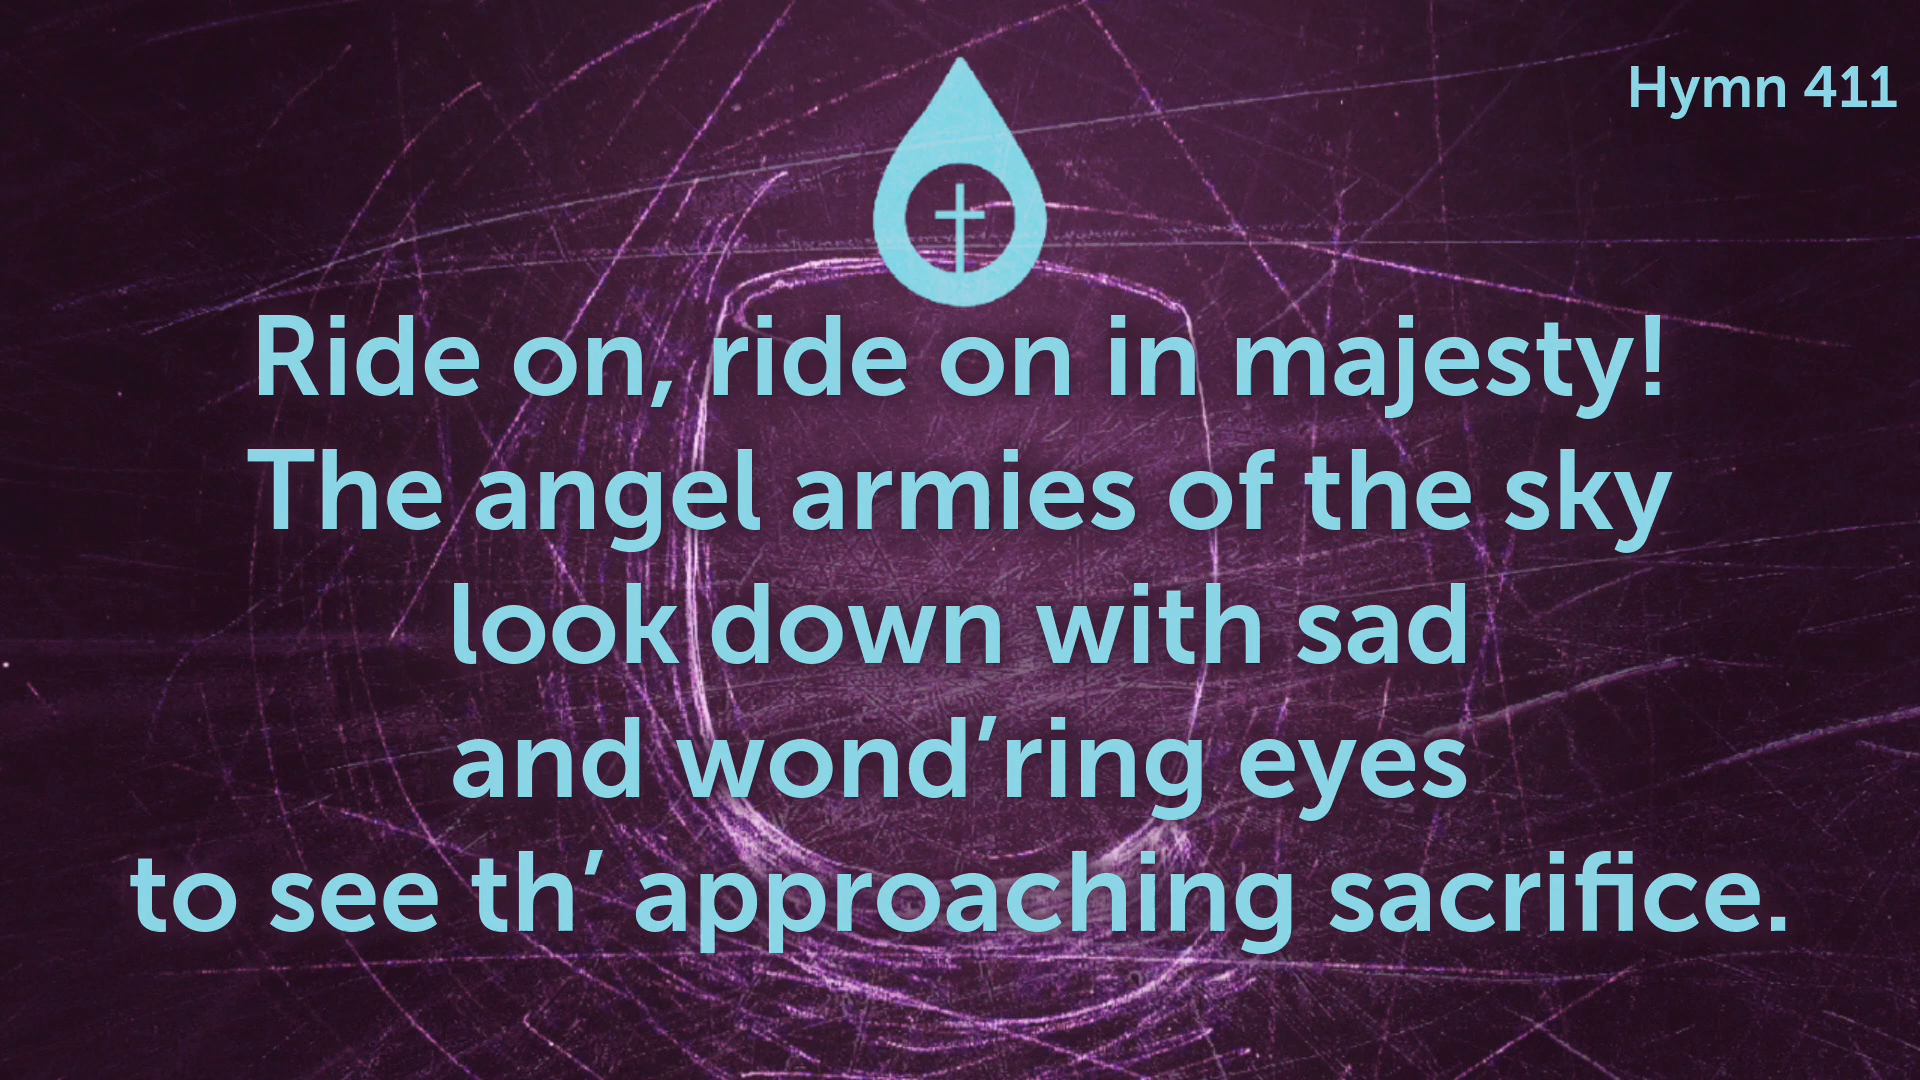 Hymn 411
Ride on, ride on in majesty!
The angel armies of the sky
look down with sad
and wond’ring eyes
to see th’ approaching sacrifice.